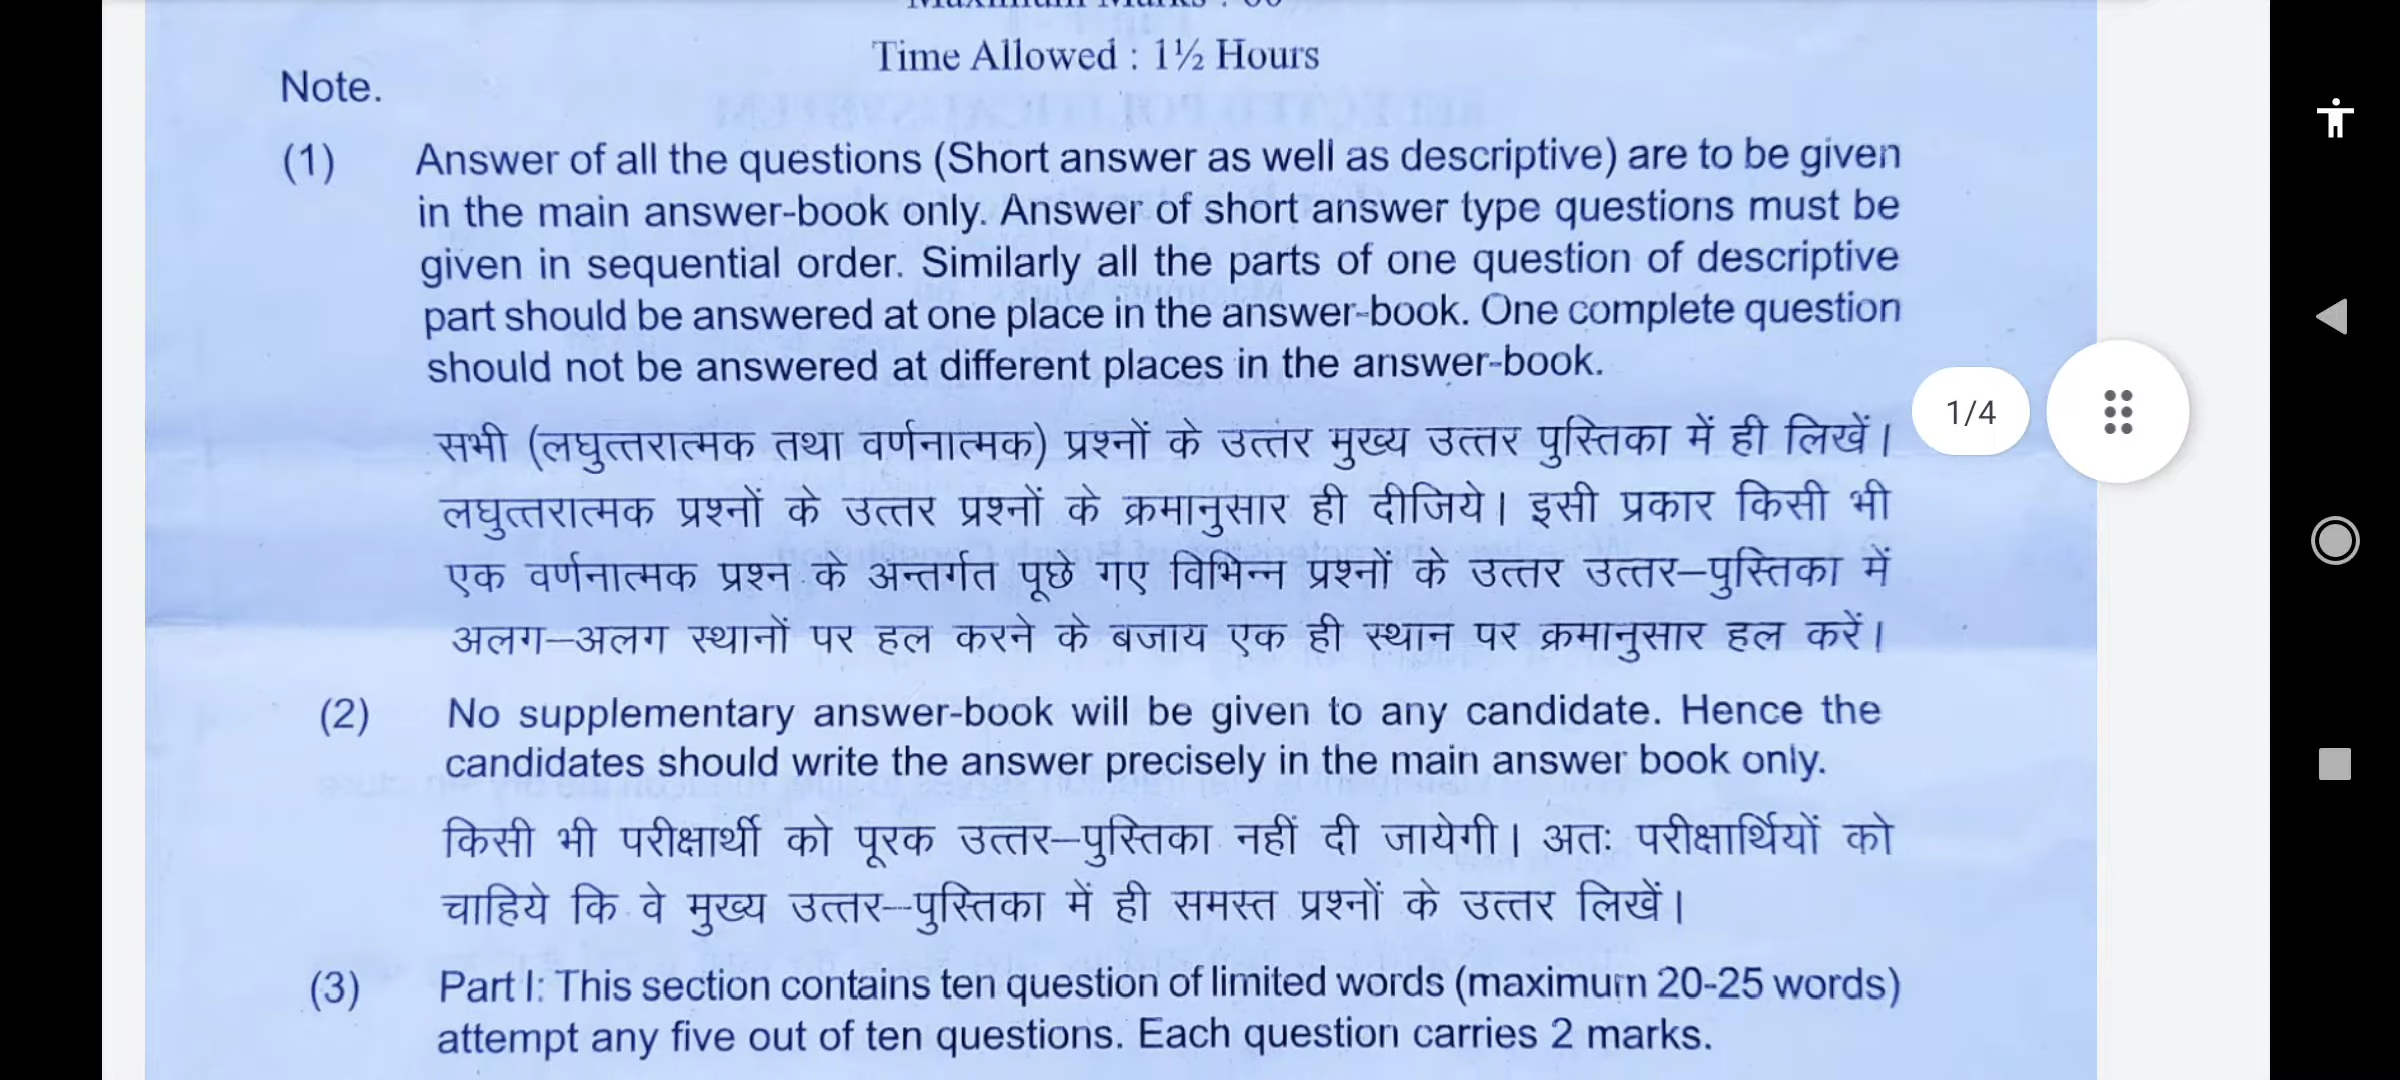 Time Allowed : 1½ Hours
Note.
(1) Answer of all the questions (Short answer as well as descriptive) are to be given
in the main answer-book only. Answer of short answer type questions must be
given in sequential order. Similarly all the parts of one question of descriptive
part should be answered at one place in the answer-book. One complete question
should not be answered at different places in the answer-book.
सभी (लघुत्तरात्मक तथा वर्णनात्मक) प्रश्नों के उत्तर मुख्य उत्तर पुस्तिका में ही लिखें।
लघुत्तरात्मक प्रश्नों के उत्तर प्रश्नों के क्रमानुसार ही दीजिये। इसी प्रकार किसी भी
एक वर्णनात्मक प्रश्न के अन्तर्गत पूछे गए विभिन्न प्रश्नों के उत्तर उत्तर–पुस्तिका में
अलग–अलग स्थानों पर हल करने के बजाय एक ही स्थान पर क्रमानुसार हल करें।
(2) No supplementary answer-book will be given to any candidate. Hence the
candidates should write the answer precisely in the main answer book only.
किसी भी परीक्षार्थी को पूरक उत्तर–पुस्तिका नहीं दी जायेगी। अतः परीक्षार्थियों को
चाहिये कि वे मुख्य उत्तर–पुस्तिका में ही समस्त प्रश्नों के उत्तर लिखें।
(3) Part I: This section contains ten question of limited words (maximum 20-25 words)
attempt any five out of ten questions. Each question carries 2 marks.
1/4